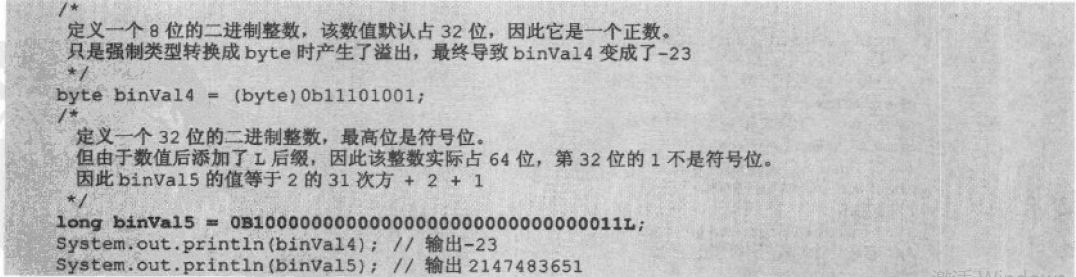 /*
定义一个 8 位的二进制整数，该数值默认占 32 位，因此它是一个正数。
只是强制类型转换成 byte 时产生了溢出，最终导致 binVal4 变成了-23
*/
byte binVal4 = (byte)0b11101001;
/*
定义一个 32 位的二进制整数，最高位是符号位。
但由于数值后添加了 L 后缀，因此该整数实际占 64 位，第 32 位的 1 不是符号位。
因此 binVal5 的值等于 2 的 31 次方 + 2 + 1
*/
long binVal5 = 0B10000000000000000000000000000011L;
System.out.println(binVal4); // 输出-23
System.out.println(binVal5); // 输出 2147483651